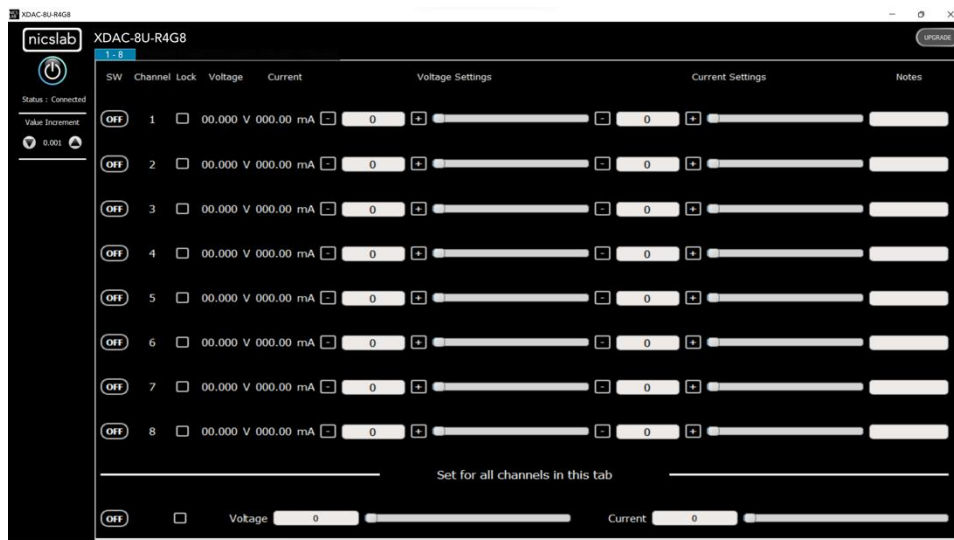 XDAC-8U-R4G8
nicslab XDAC-8U-R4G8 UPGRADE
1 - 8
SW Channel Lock Voltage Current Voltage Settings Current Settings Notes
Status : Connected
Value Increment
0.001
OFF 1 00.000 V 000.00 mA - 0 + - 0 +
OFF 2 00.000 V 000.00 mA - 0 + - 0 +
OFF 3 00.000 V 000.00 mA - 0 + - 0 +
OFF 4 00.000 V 000.00 mA - 0 + - 0 +
OFF 5 00.000 V 000.00 mA - 0 + - 0 +
OFF 6 00.000 V 000.00 mA - 0 + - 0 +
OFF 7 00.000 V 000.00 mA - 0 + - 0 +
OFF 8 00.000 V 000.00 mA - 0 + - 0 +
Set for all channels in this tab
OFF Voltage 0 Current 0